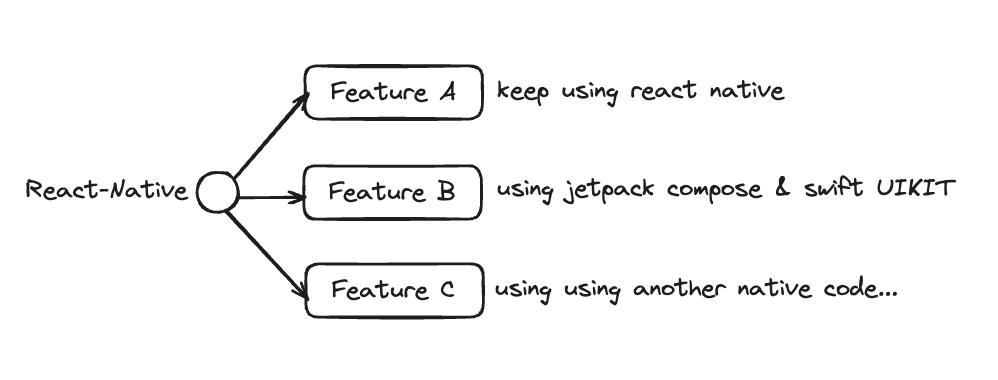 Feature A keep using react native
React-Native Feature B using jetpack compose & swift UIKIT
Feature C using using another native code...